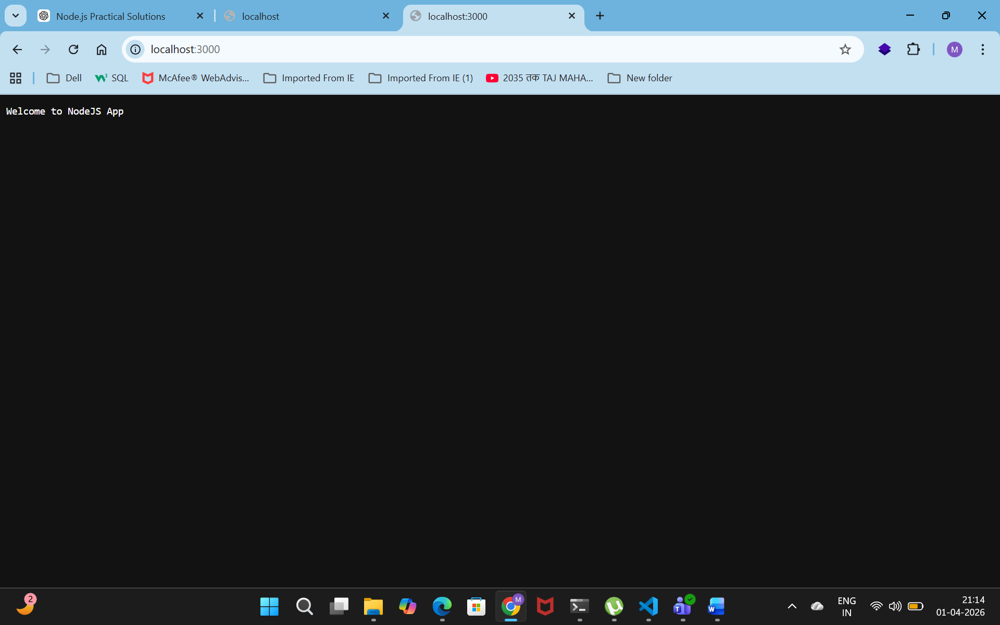 Node.js Practical Solutions
localhost
localhost:3000
localhost:3000
M
Dell
SQL
McAfee® WebAdvis...
Imported From IE
Imported From IE (1)
2035 तक TAJ MAHA...
New folder
Welcome to NodeJS App
2
M
ENG
IN
21:14
01-04-2026